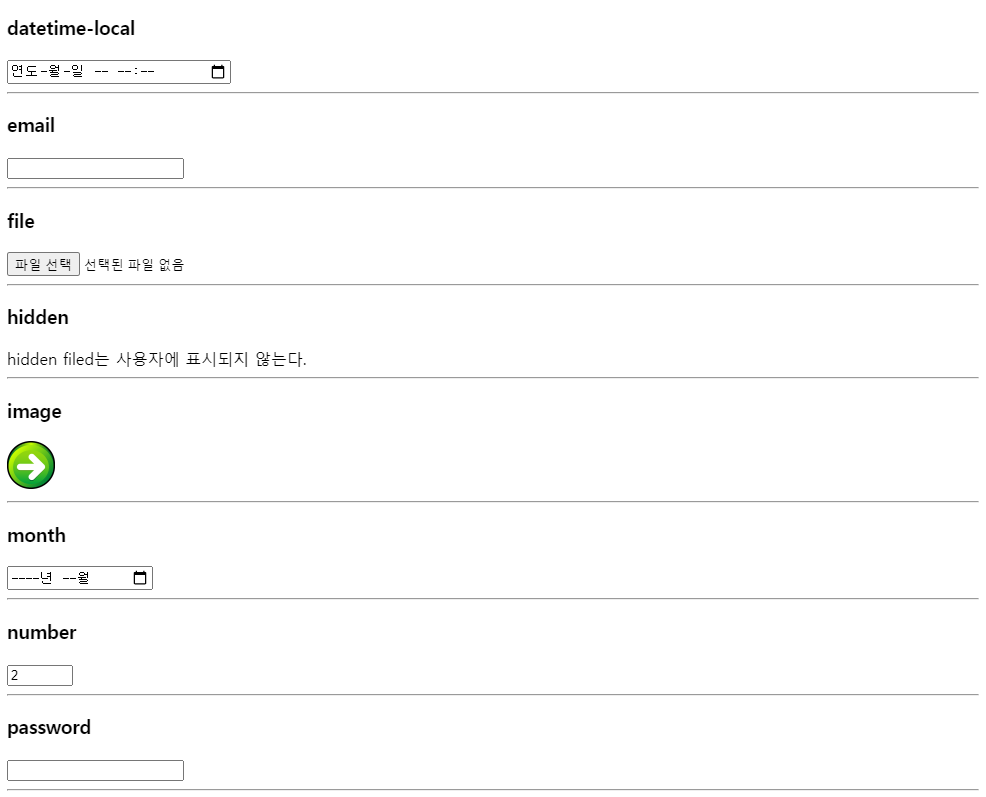 datetime-local
연도-월-일 -- --:--
email
file
파일 선택 선택된 파일 없음
hidden
hidden filed는 사용자에 표시되지 않는다.
image
month
----년 --월
number
2
password